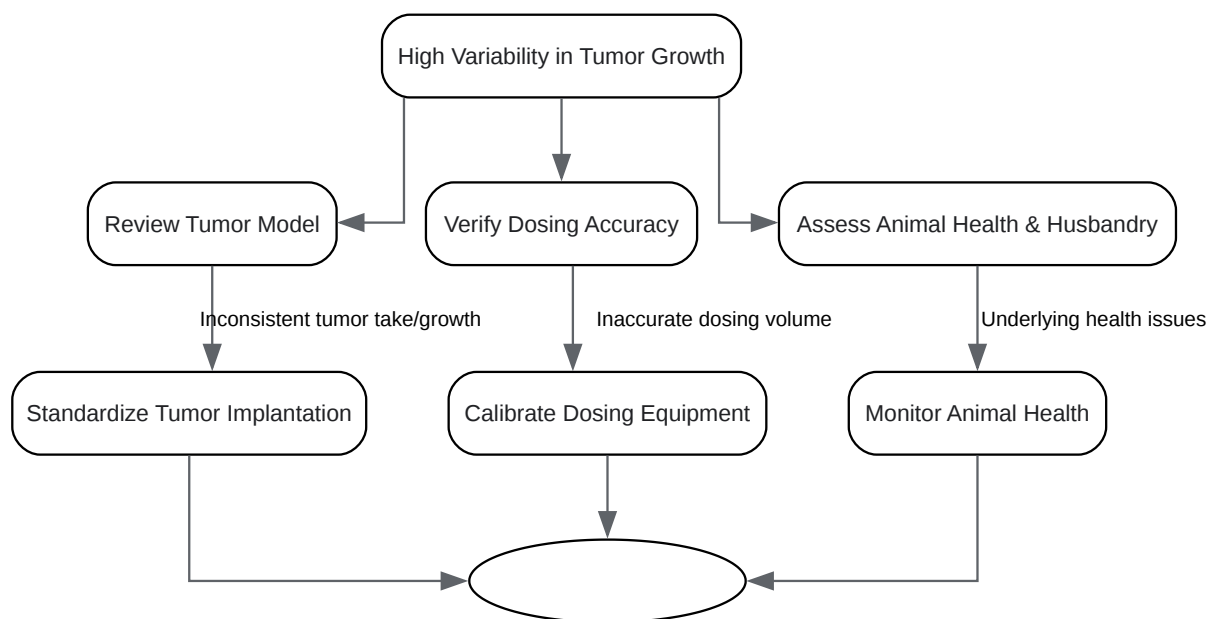 High Variability in Tumor Growth
Review Tumor Model
Verify Dosing Accuracy
Assess Animal Health & Husbandry
Inconsistent tumor take/growth
Inaccurate dosing volume
Underlying health issues
Standardize Tumor Implantation
Calibrate Dosing Equipment
Monitor Animal Health